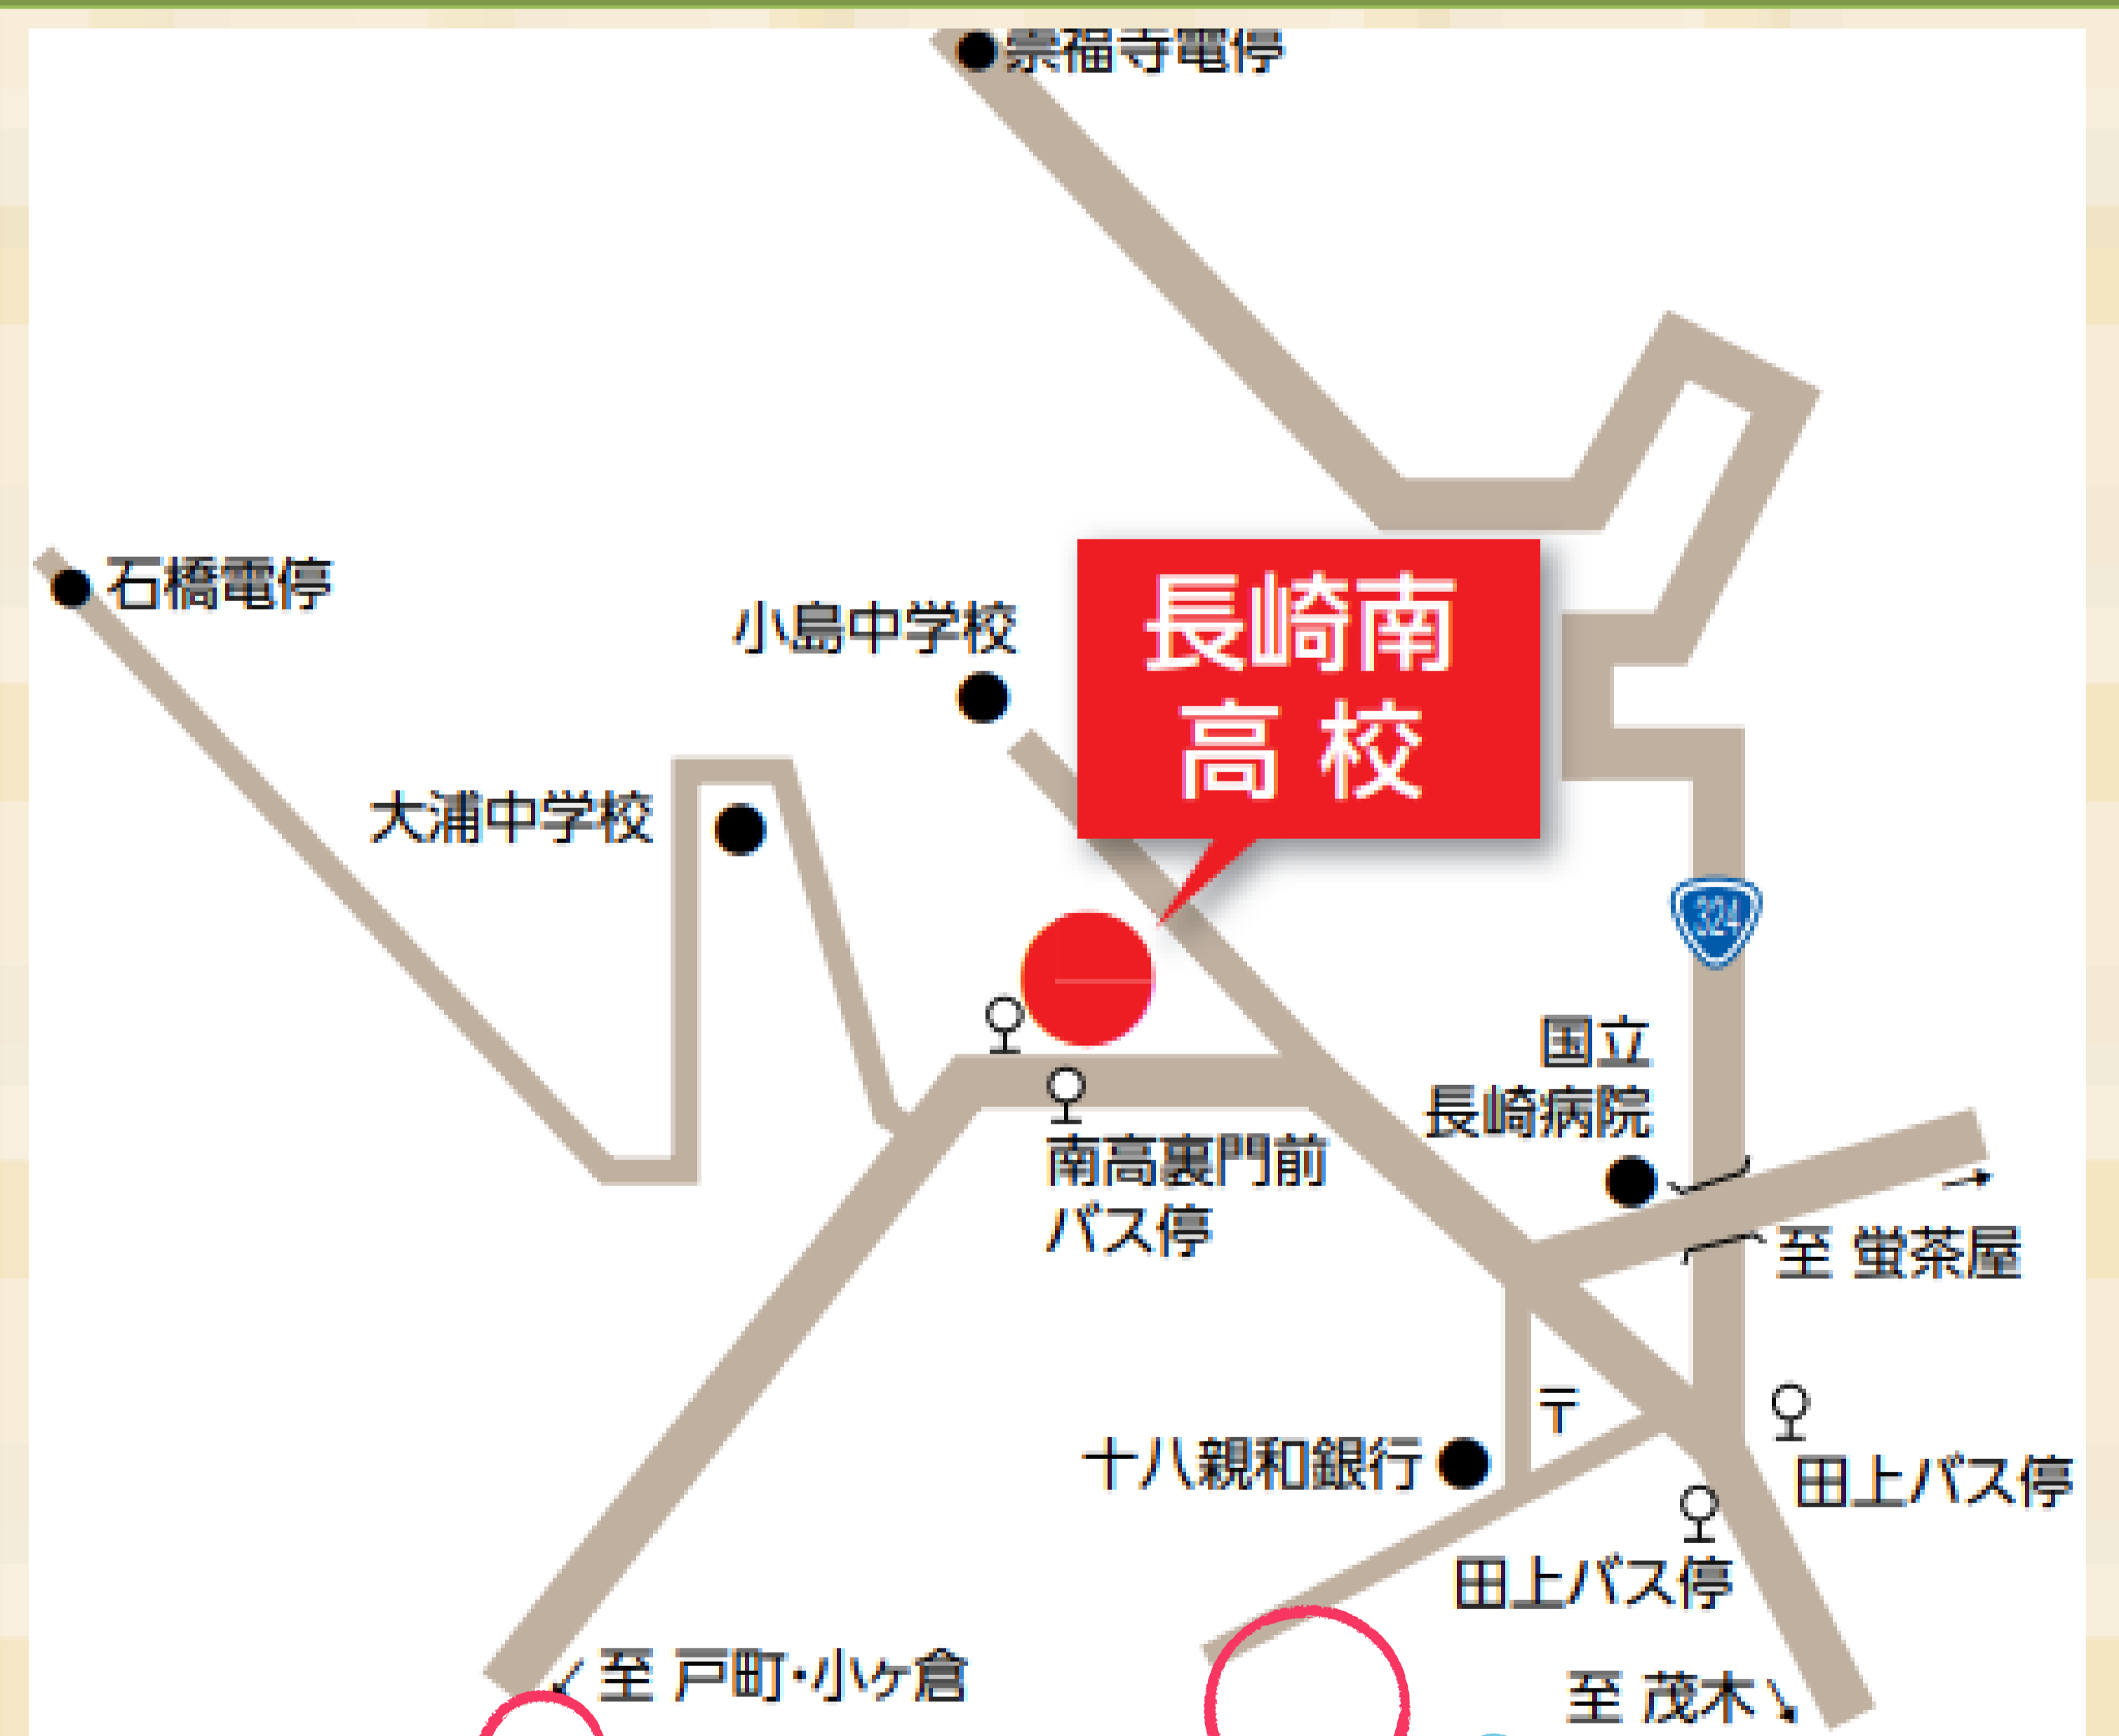 崇福寺電停
石橋電停
小島中学校
長崎南
高校
大浦中学校
324
国立
長崎病院
南高裏門前
バス停
→
至 蛍茶屋
〒
十八親和銀行
田上バス停
田上バス停
↙ 至 戸町・小ヶ倉
至 茂木↘